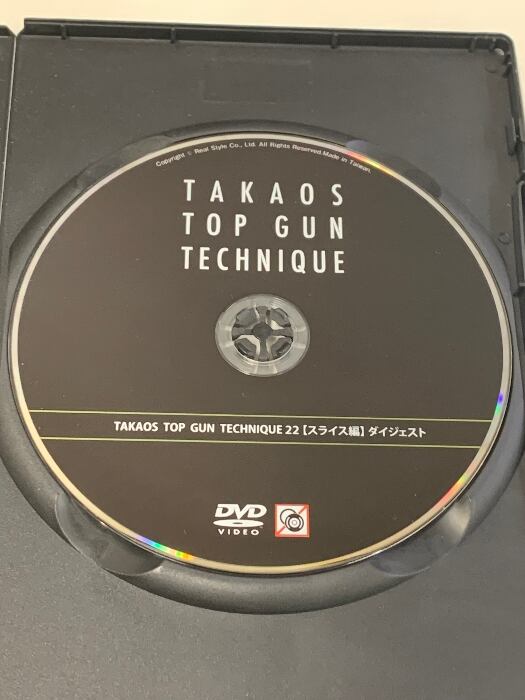 Copyright © Real Style Co., Ltd. All Rights Reserved.Made in Taiwan.
TAKAOS
TOP GUN
TECHNIQUE
TAKAOS TOP GUN TECHNIQUE 22【スライス編】ダイジェスト
DVD
VIDEO